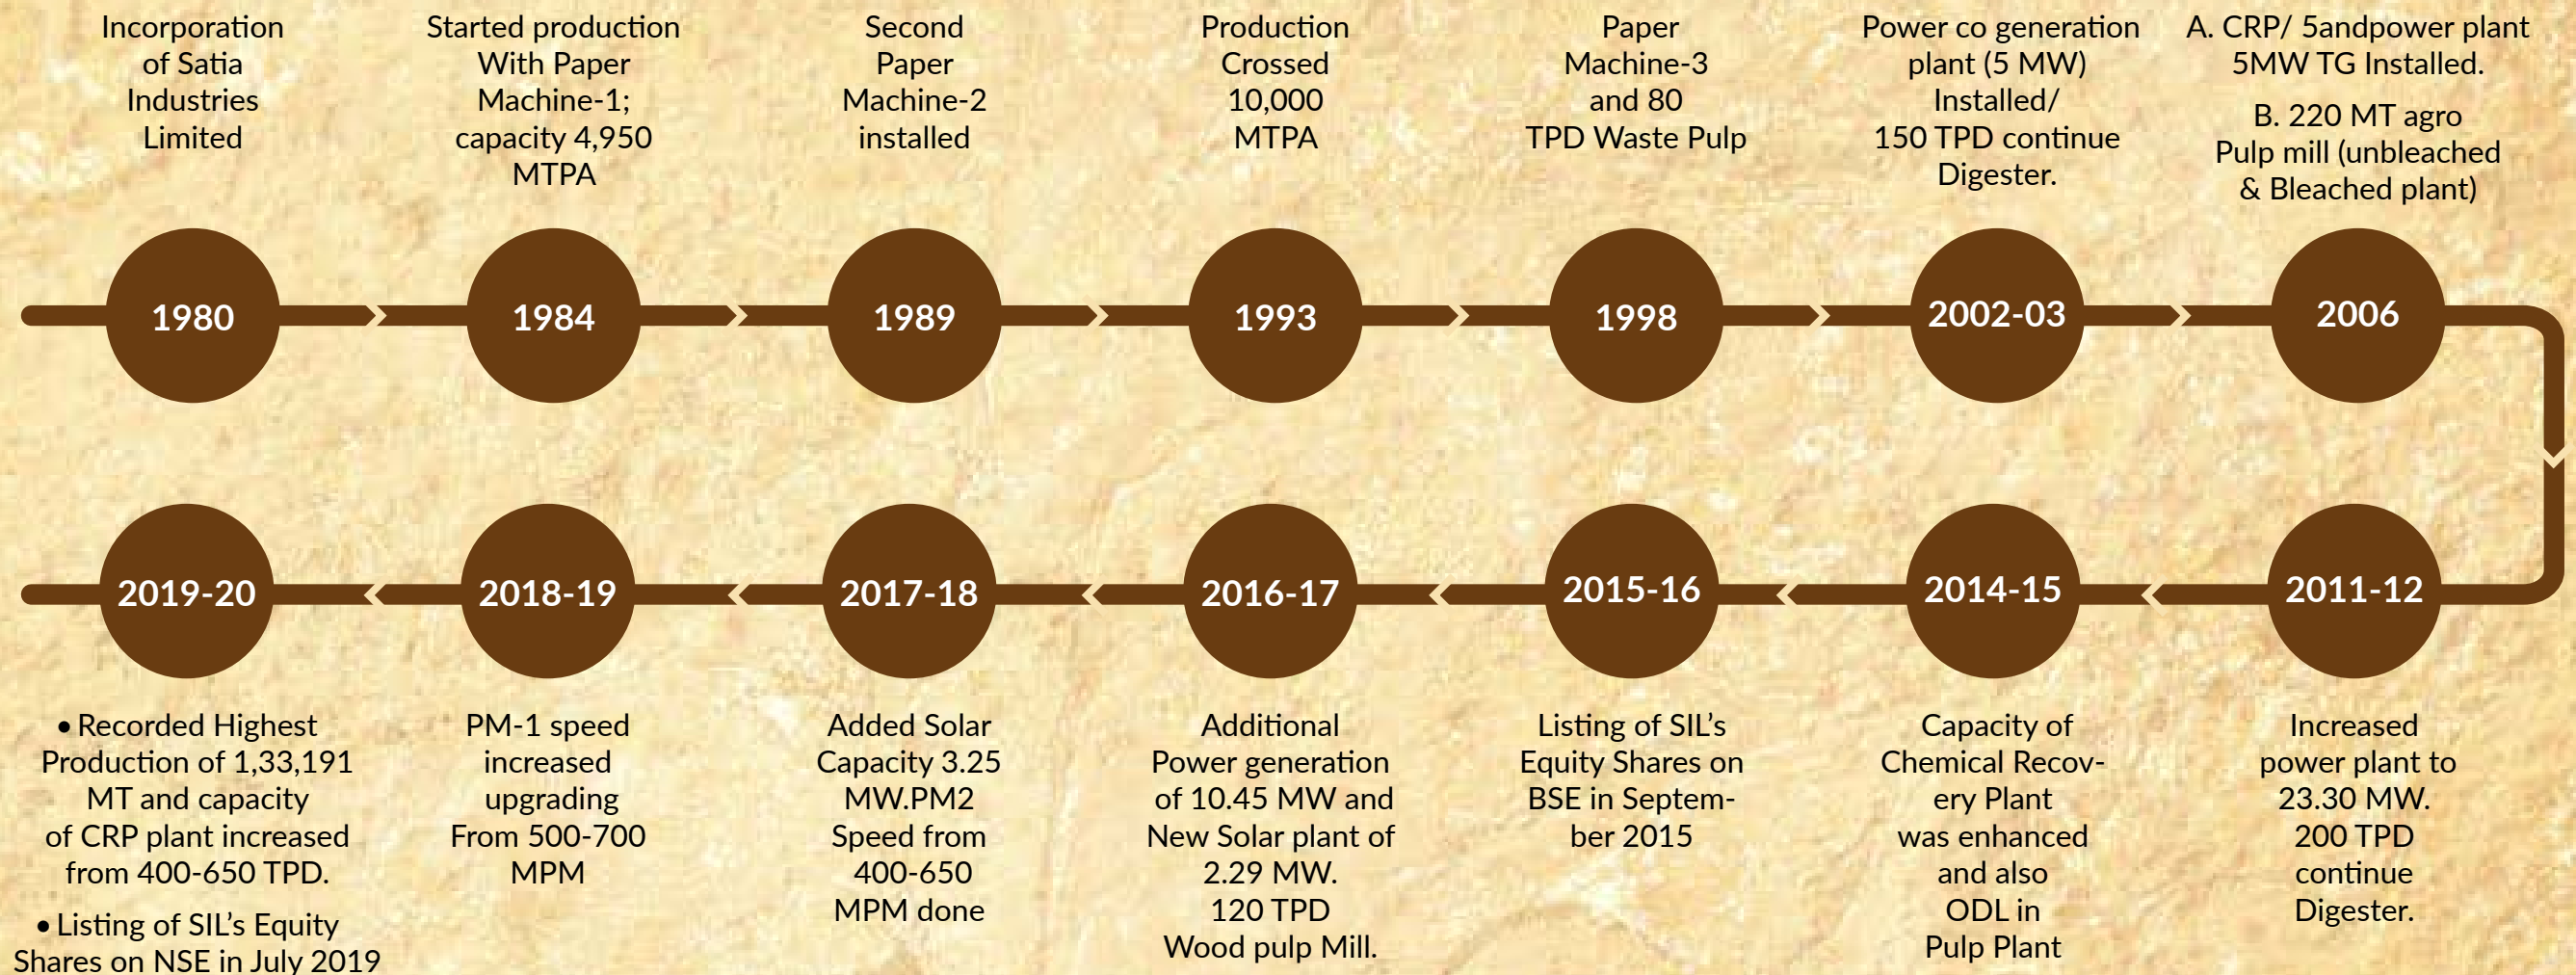 Incorporation
of Satia
Industries
Limited
Started production
With Paper
Machine-1;
capacity 4,950
MTPA
Second
Paper
Machine-2
installed
Production
Crossed
10,000
MTPA
Paper
Machine-3
and 80
TPD Waste Pulp
Power co generation
plant (5 MW)
Installed/
150 TPD continue
Digester.
A. CRP/ 5andpower plant
5MW TG Installed.
B. 220 MT agro
Pulp mill (unbleached
& Bleached plant)
1980
1984
1989
1993
1998
2002-03
2006
2019-20
2018-19
2017-18
2016-17
2015-16
2014-15
2011-12
• Recorded Highest
Production of 1,33,191
MT and capacity
of CRP plant increased
from 400-650 TPD.
• Listing of SIL’s Equity
Shares on NSE in July 2019
PM-1 speed
increased
upgrading
From 500-700
MPM
Added Solar
Capacity 3.25
MW.PM2
Speed from
400-650
MPM done
Additional
Power generation
of 10.45 MW and
New Solar plant of
2.29 MW.
120 TPD
Wood pulp Mill.
Listing of SIL’s
Equity Shares on
BSE in Septem-
ber 2015
Capacity of
Chemical Recov-
ery Plant
was enhanced
and also
ODL in
Pulp Plant
Increased
power plant to
23.30 MW.
200 TPD
continue
Digester.